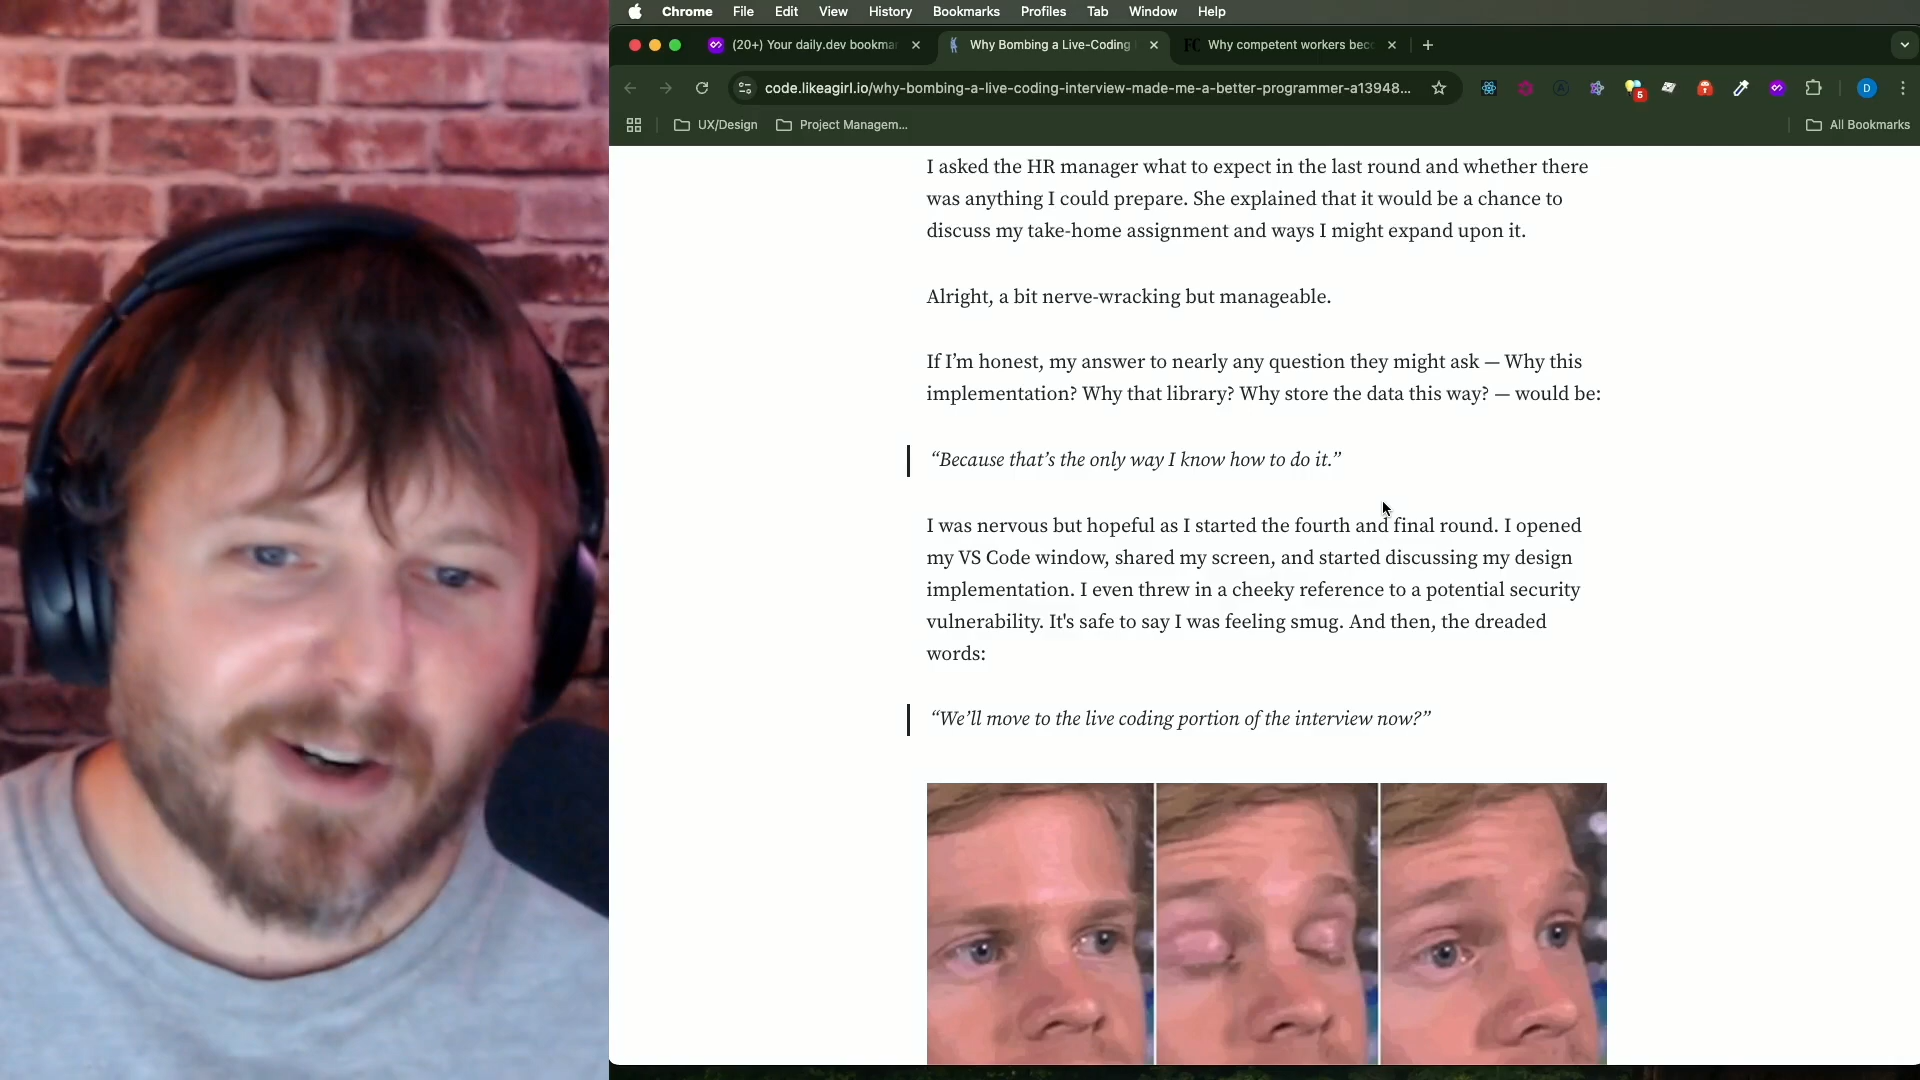 Chrome File Edit View History Bookmarks Profiles Tab Window Help
(20+) Your daily.dev bookmar
Why Bombing a Live-Coding
FC Why competent workers bec
code.likeagirl.io/why-bombing-a-live-coding-interview-made-me-a-better-programmer-a13948...
5
D
UX/Design
Project Managem...
All Bookmarks
I asked the HR manager what to expect in the last round and whether there
was anything I could prepare. She explained that it would be a chance to
discuss my take-home assignment and ways I might expand upon it.
Alright, a bit nerve-wracking but manageable.
If I’m honest, my answer to nearly any question they might ask — Why this
implementation? Why that library? Why store the data this way? — would be:
“Because that’s the only way I know how to do it.”
I was nervous but hopeful as I started the fourth and final round. I opened
my VS Code window, shared my screen, and started discussing my design
implementation. I even threw in a cheeky reference to a potential security
vulnerability. It's safe to say I was feeling smug. And then, the dreaded
words:
“We’ll move to the live coding portion of the interview now?”